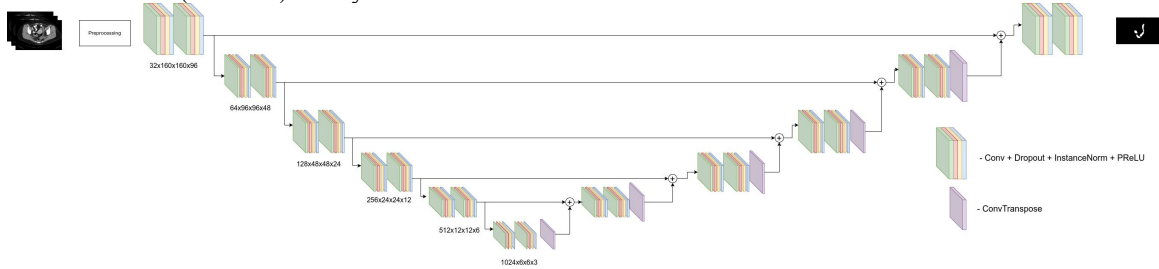 Preprocessing
32x160x160x96
64x96x96x48
128x48x48x24
256x24x24x12
512x12x12x6
1024x6x6x3
- Conv + Dropout + InstanceNorm + PReLU
- ConvTranspose